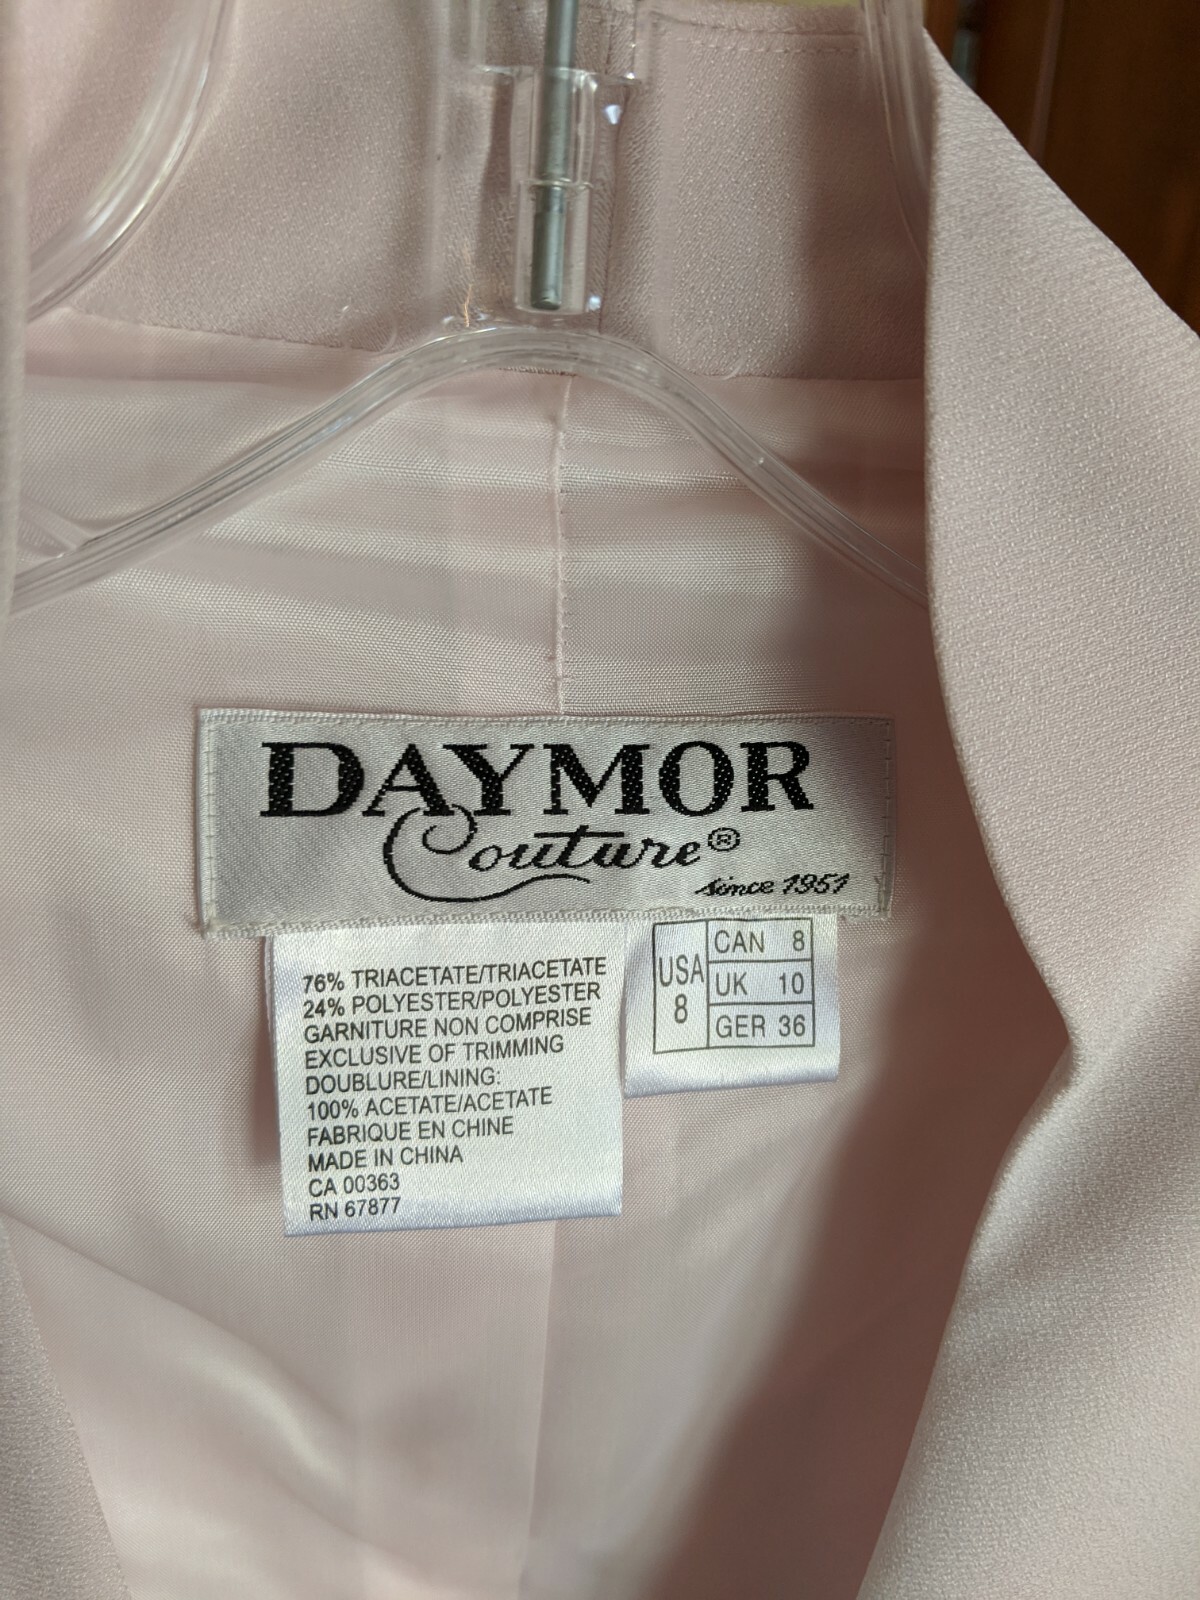 DAYMOR
Couture®
since 1951
76% TRIACETATE/TRIACETATE
24% POLYESTER/POLYESTER
GARNITURE NON COMPRISE
EXCLUSIVE OF TRIMMING
DOUBLURE/LINING:
100% ACETATE/ACETATE
FABRIQUE EN CHINE
MADE IN CHINA
CA 00363
RN 67877
USA
8
CAN 8
UK 10
GER 36